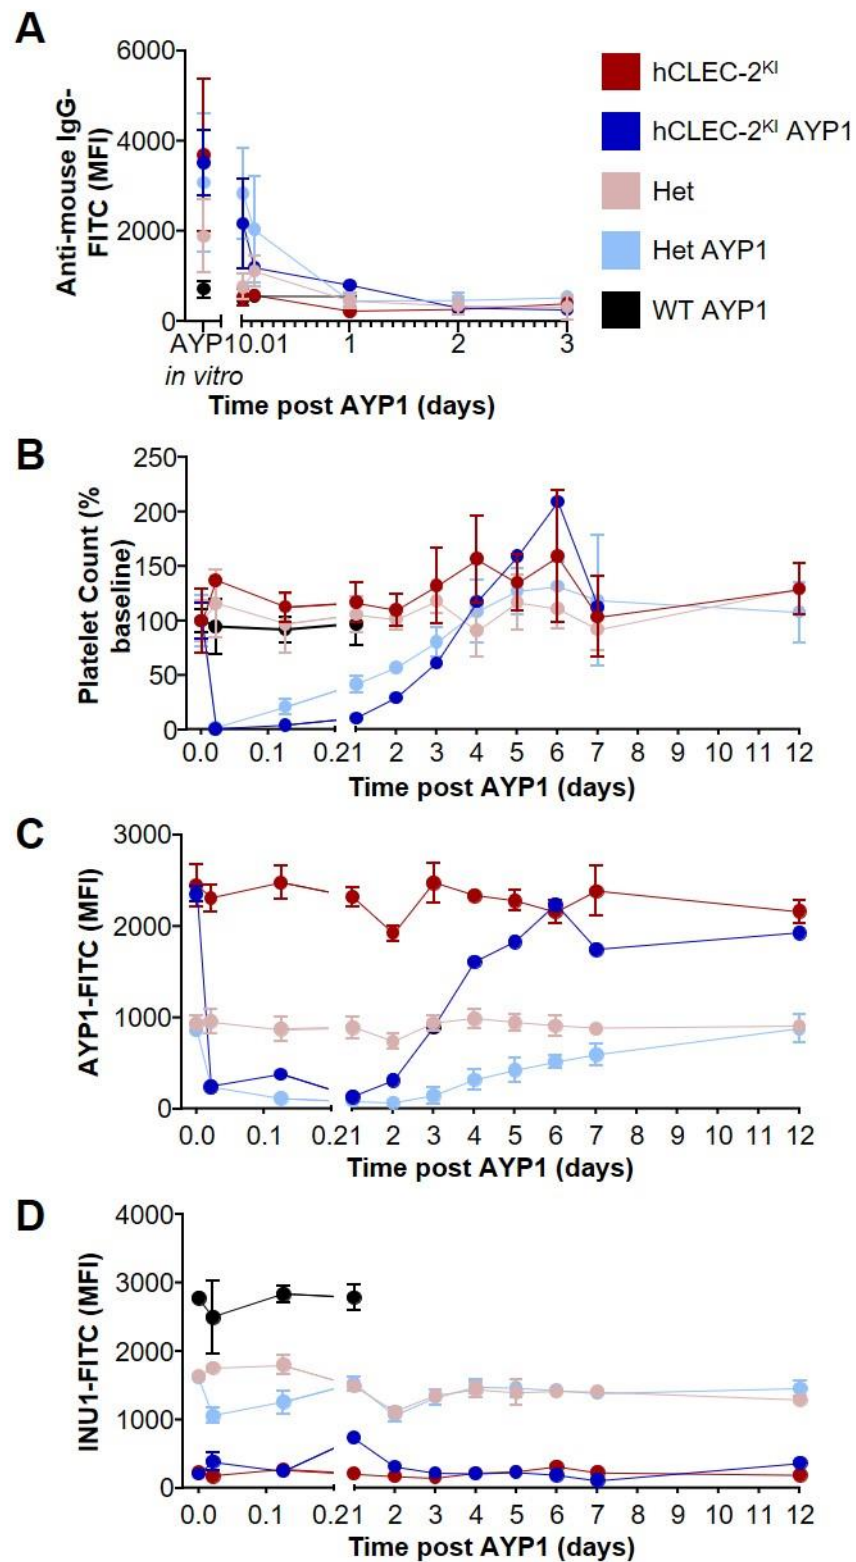 A
6000
4000
2000
0
Anti-mouse IgG-
FITC (MFI)
AYP1 0.01 1 2 3
in vitro
Time post AYP1 (days)
hCLEC-2KI
hCLEC-2KI AYP1
Het
Het AYP1
WT AYP1
B
250
200
150
100
50
0
Platelet Count (%
baseline)
0.0 0.1 0.2 1 2 3 4 5 6 7 8 9 10 11 12
Time post AYP1 (days)
C
3000
2000
1000
0
AYP1-FITC (MFI)
0.0 0.1 0.2 1 2 3 4 5 6 7 8 9 10 11 12
Time post AYP1 (days)
D
4000
3000
2000
1000
0
INU1-FITC (MFI)
0.0 0.1 0.2 1 2 3 4 5 6 7 8 9 10 11 12
Time post AYP1 (days)